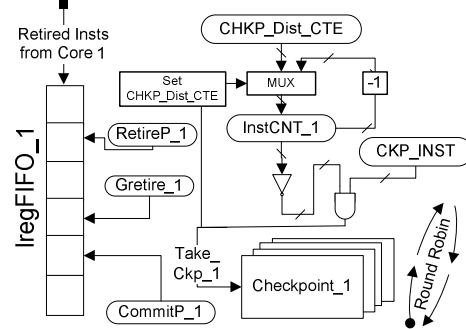 Retired Insts
from Core 1
CHKP_Dist_CTE
Set
CHKP_Dist_CTE
MUX
-1
IregFIFO_1
RetireP_1
InstCNT_1
CKP_INST
Gretire_1
Take_
Ckp_1
Checkpoint_1
CommitP_1
Round Robin